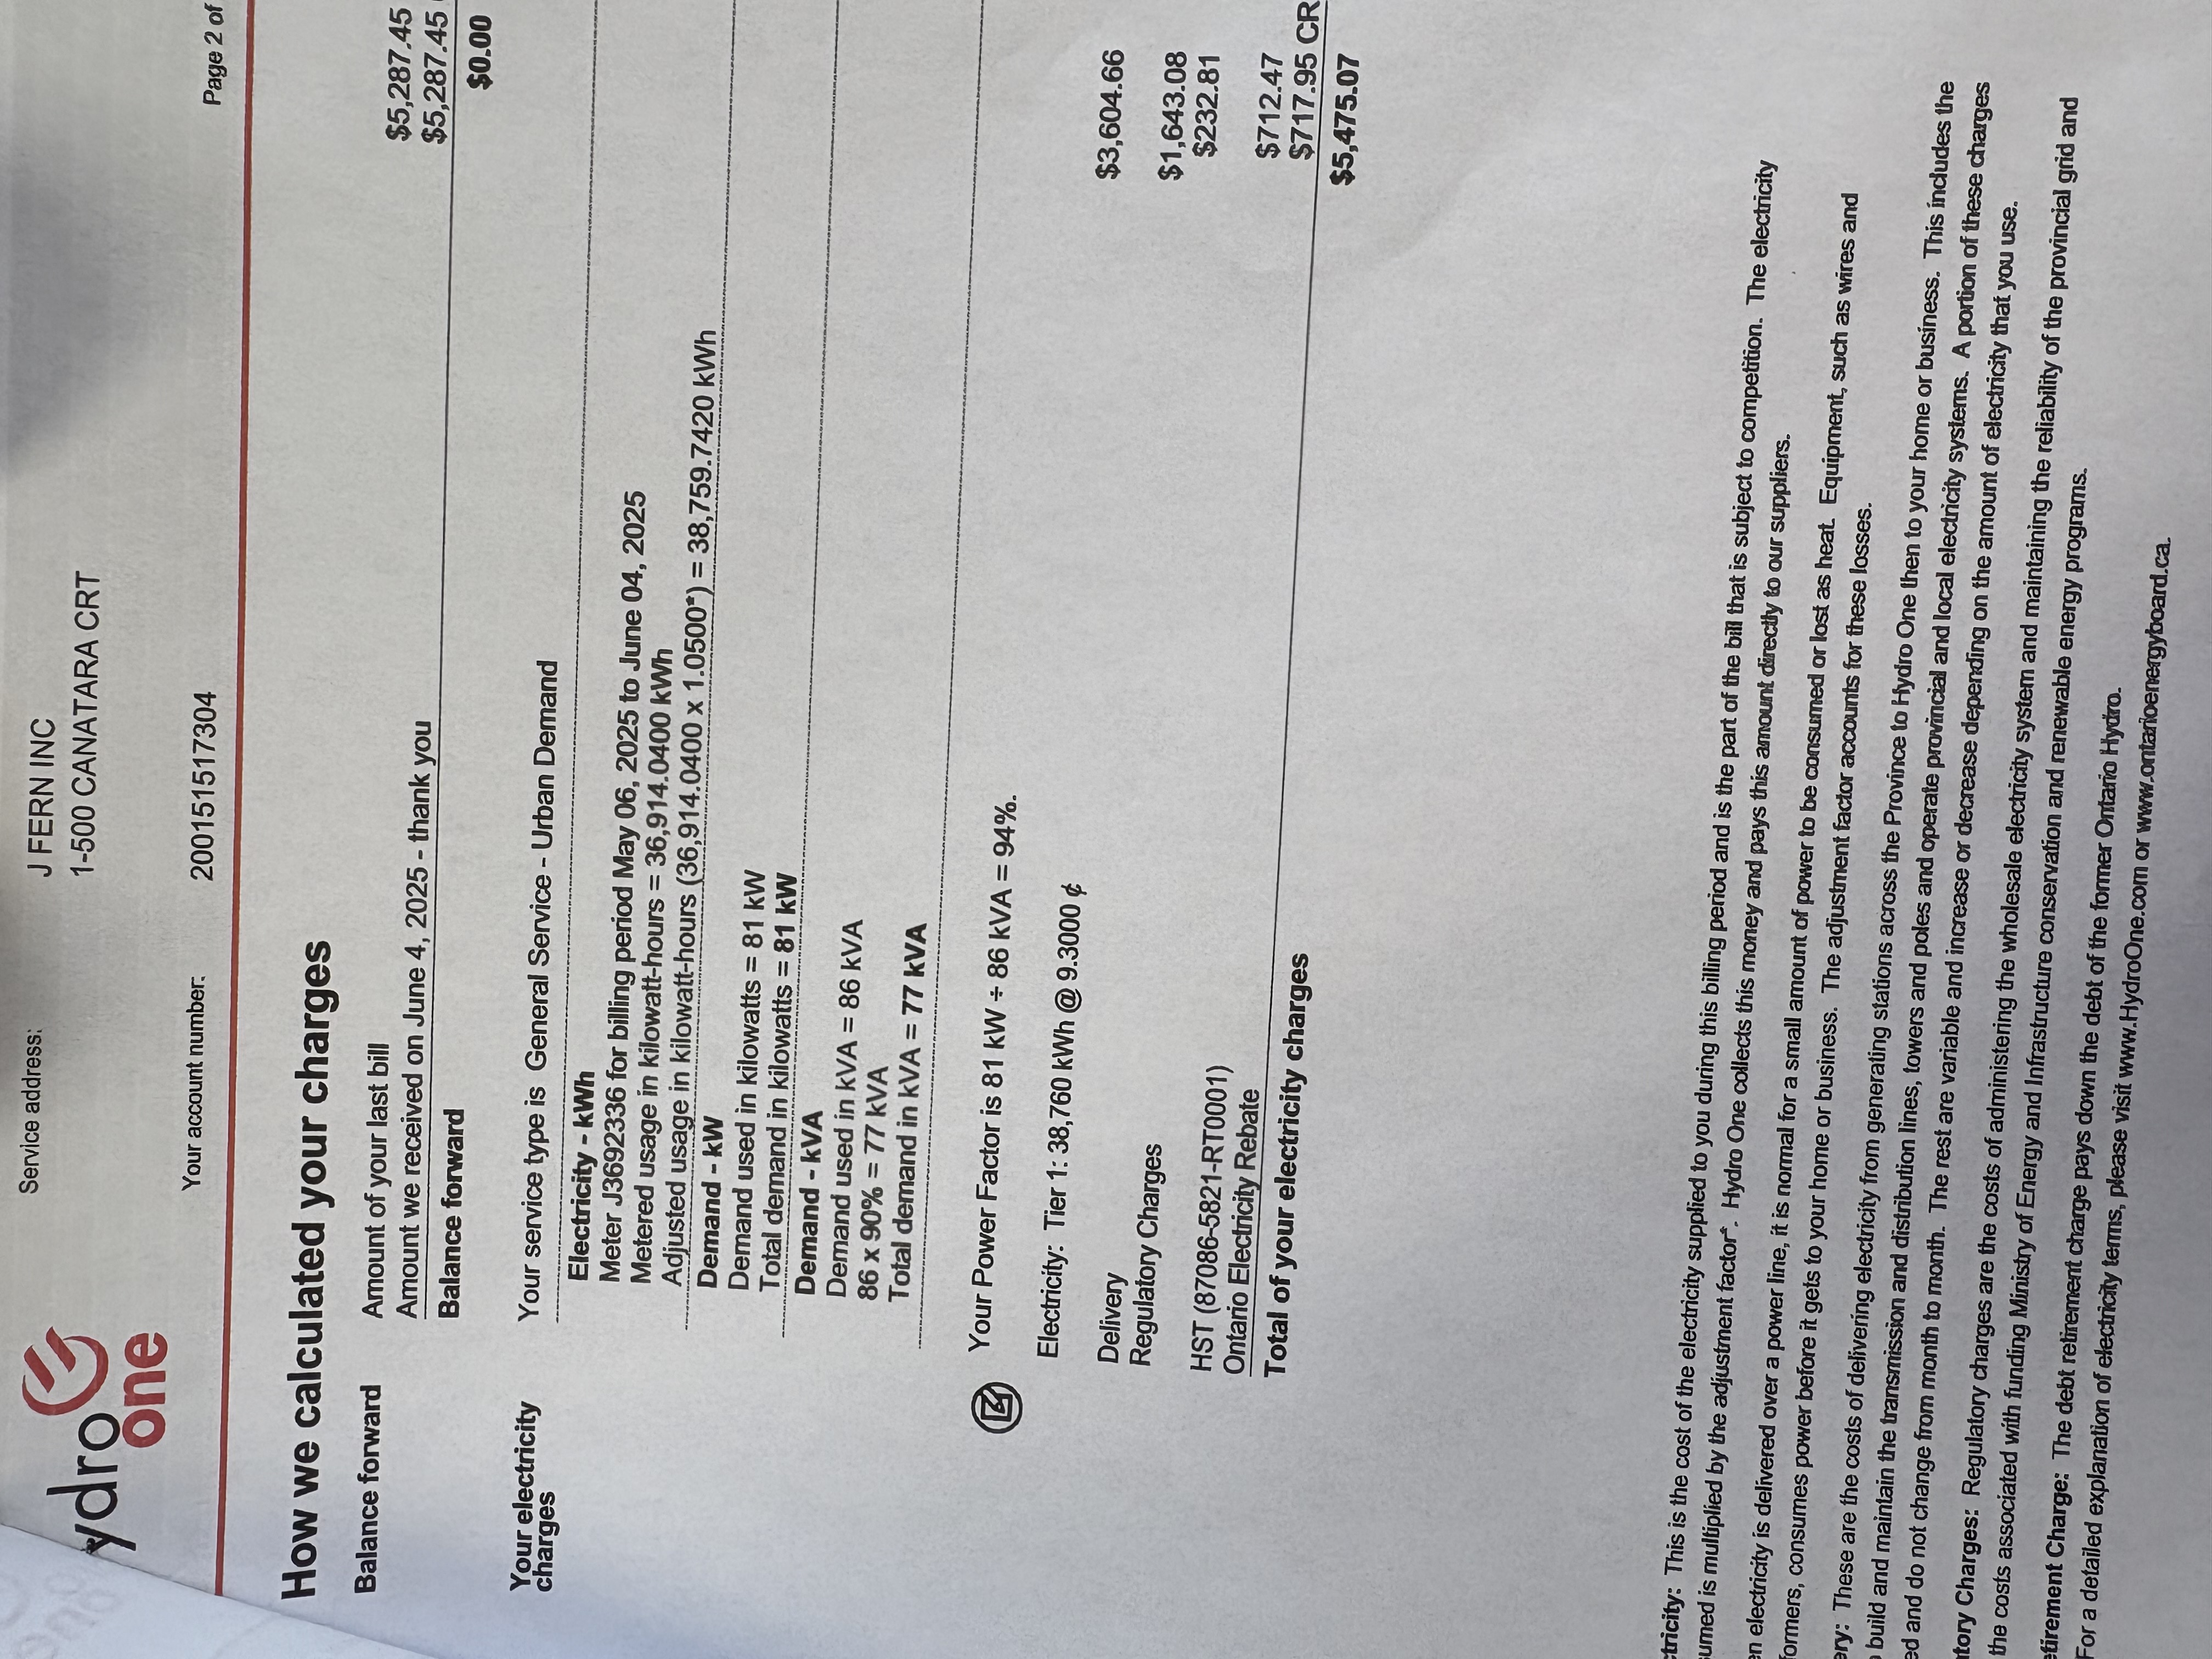 ydro
one
Service address:
J FERN INC
1-500 CANATARA CRT
Your account number:
200151517304
Page 2 of
How we calculated your charges
Balance forward
Amount of your last bill $5,287.45
Amount we received on June 4, 2025 - thank you $5,287.45
Balance forward $0.00
Your electricity
charges
Your service type is General Service - Urban Demand
Electricity - kWh
Meter J3692336 for billing period May 06, 2025 to June 04, 2025
Metered usage in kilowatt-hours = 36,914.0400 kWh
Adjusted usage in kilowatt-hours (36,914.0400 x 1.0500*) = 38,759.7420 kWh
Demand - kW
Demand used in kilowatts = 81 kW
Total demand in kilowatts = 81 kW
Demand - kVA
Demand used in kVA = 86 kVA
86 x 90% = 77 kVA
Total demand in kVA = 77 kVA
Your Power Factor is 81 kW ÷ 86 kVA = 94%.
Electricity: Tier 1: 38,760 kWh @ 9.3000 ¢ $3,604.66
Delivery $1,643.08
Regulatory Charges $232.81
HST (87086-5821-RT0001) $712.47
Ontario Electricity Rebate $717.95 CR
Total of your electricity charges $5,475.07
ctricity: This is the cost of the electricity supplied to you during this billing period and is the part of the bill that is subject to competition. The electricity
sumed is multiplied by the adjustment factor*. Hydro One collects this money and pays this amount directly to our suppliers.
en electricity is delivered over a power line, it is normal for a small amount of power to be consumed or lost as heat. Equipment, such as wires and
formers, consumes power before it gets to your home or business. The adjustment factor accounts for these losses.
ery: These are the costs of delivering electricity from generating stations across the Province to Hydro One then to your home or business. This includes the
build and maintain the transmission and distribution lines, towers and poles and operate provincial and local electricity systems. A portion of these charges
ed and do not change from month to month. The rest are variable and increase or decrease depending on the amount of electricity that you use.
atory Charges: Regulatory charges are the costs of administering the wholesale electricity system and maintaining the reliability of the provincial grid and
the costs associated with funding Ministry of Energy and Infrastructure conservation and renewable energy programs.
etirement Charge: The debt retirement charge pays down the debt of the former Ontario Hydro.
For a detailed explanation of electricity terms, please visit www.HydroOne.com or www.ontarioenergyboard.ca.